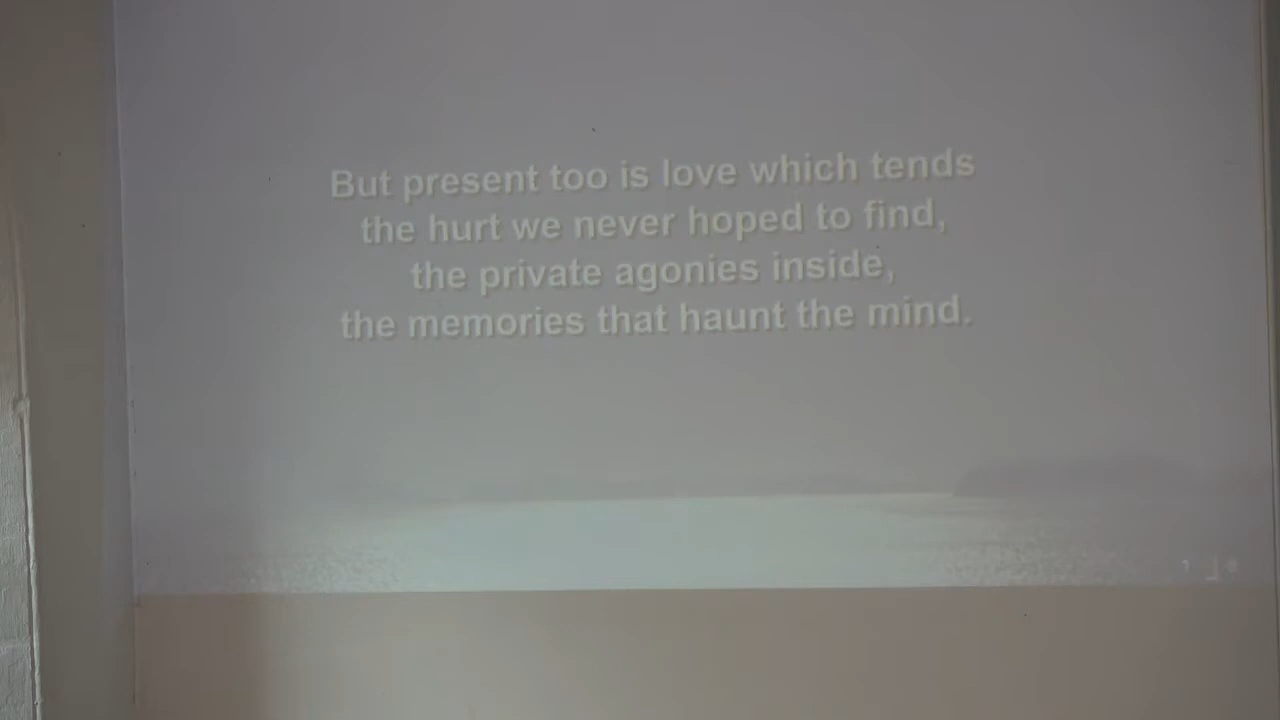 But present too is love which tends
the hurt we never hoped to find,
the private agonies inside,
the memories that haunt the mind.